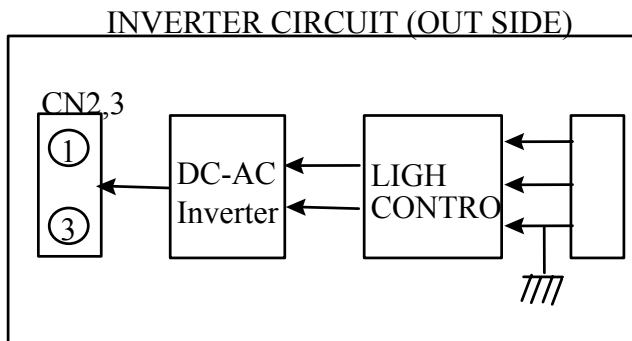 INVERTER CIRCUIT (OUT SIDE)
CN2,3
1
3
DC-AC
Inverter
LIGH
CONTRO